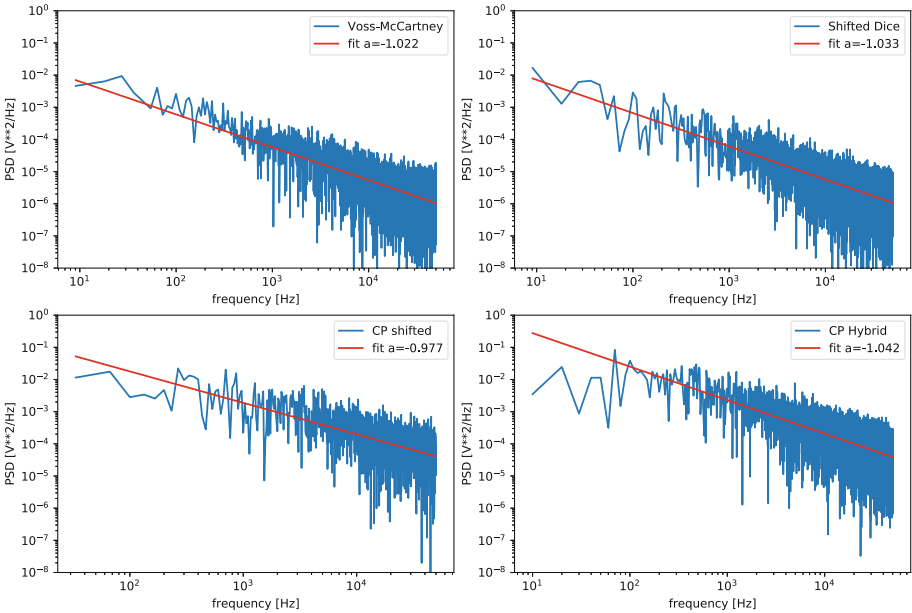 10⁰
10⁻¹
10⁻²
10⁻³
10⁻⁴
10⁻⁵
10⁻⁶
10⁻⁷
10⁻⁸
PSD [V**2/Hz]
Voss-McCartney
fit a=-1.022
10¹ 10² 10³ 10⁴
frequency [Hz]
10⁰
10⁻¹
10⁻²
10⁻³
10⁻⁴
10⁻⁵
10⁻⁶
10⁻⁷
10⁻⁸
PSD [V**2/Hz]
Shifted Dice
fit a=-1.033
10¹ 10² 10³ 10⁴
frequency [Hz]
10⁰
10⁻¹
10⁻²
10⁻³
10⁻⁴
10⁻⁵
10⁻⁶
10⁻⁷
10⁻⁸
PSD [V**2/Hz]
CP shifted
fit a=-0.977
10² 10³ 10⁴
frequency [Hz]
10⁰
10⁻¹
10⁻²
10⁻³
10⁻⁴
10⁻⁵
10⁻⁶
10⁻⁷
10⁻⁸
PSD [V**2/Hz]
CP Hybrid
fit a=-1.042
10¹ 10² 10³ 10⁴
frequency [Hz]